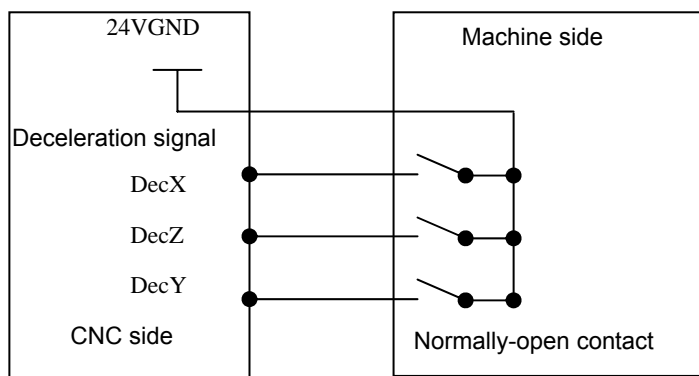 24VGND
Machine side
Deceleration signal
DecX
DecZ
DecY
CNC side
Normally-open contact